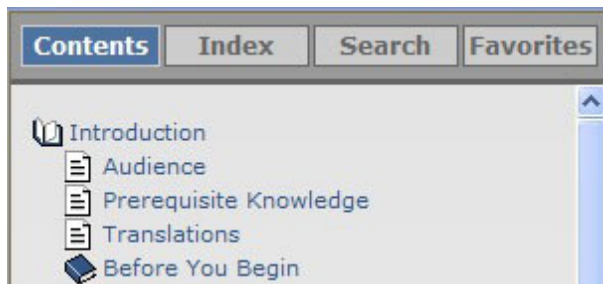 Contents Index Search Favorites
Introduction
Audience
Prerequisite Knowledge
Translations
Before You Begin